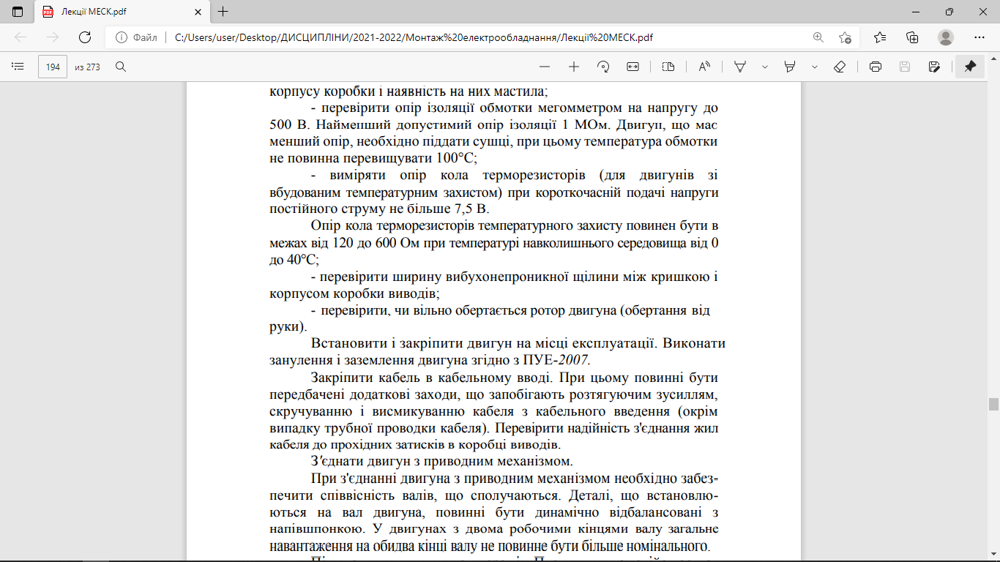 Лекції МЕСК.pdf
Файл C:/Users/user/Desktop/ДИСЦИПЛІНИ/2021-2022/Монтаж%20електрообладнання/Лекції%20МЕСК.pdf
194 из 273
корпусу коробки і наявність на них мастила;
- перевірити опір ізоляції обмотки мегомметром на напругу до
500 В. Найменший допустимий опір ізоляції 1 МОм. Двигун, що має
менший опір, необхідно піддати сушці, при цьому температура обмотки
не повинна перевищувати 100°С;
- виміряти опір кола терморезисторів (для двигунів зі
вбудованим температурним захистом) при короткочасній подачі напруги
постійного струму не більше 7,5 В.
Опір кола терморезисторів температурного захисту повинен бути в
межах від 120 до 600 Ом при температурі навколишнього середовища від 0
до 40°С;
- перевірити ширину вибухонепроникної щілини між кришкою і
корпусом коробки виводів;
- перевірити, чи вільно обертається ротор двигуна (обертання від
руки).
Встановити і закріпити двигун на місці експлуатації. Виконати
занулення і заземлення двигуна згідно з ПУЕ-2007.
Закріпити кабель в кабельному вводі. При цьому повинні бути
передбачені додаткові заходи, що запобігають розтягуючим зусиллям,
скручуванню і висмикуванню кабеля з кабельного введення (окрім
випадку трубної проводки кабеля). Перевірити надійність з'єднання жил
кабеля до прохідних затисків в коробці виводів.
З'єднати двигун з приводним механізмом.
При з'єднанні двигуна з приводним механізмом необхідно забез-
печити співвісність валів, що сполучаються. Деталі, що встановлю-
ються на вал двигуна, повинні бути динамічно відбалансовані з
напівшпонкою. У двигунах з двома робочими кінцями валу загальне
навантаження на обидва кінці валу не повинне бути більше номінального.